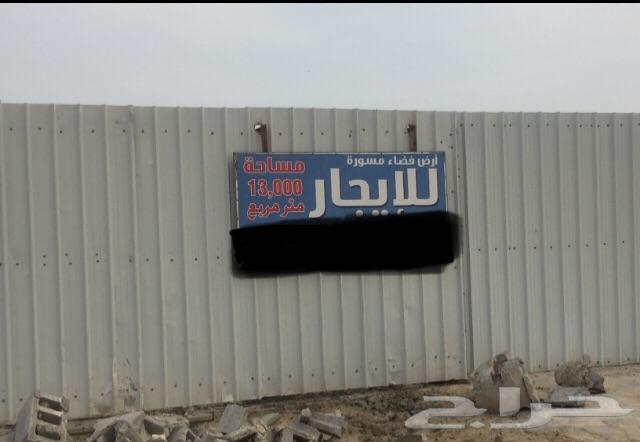 أرض فضاء مسورة
للإيجار
مساحة
13,000
متر مربع
حراج